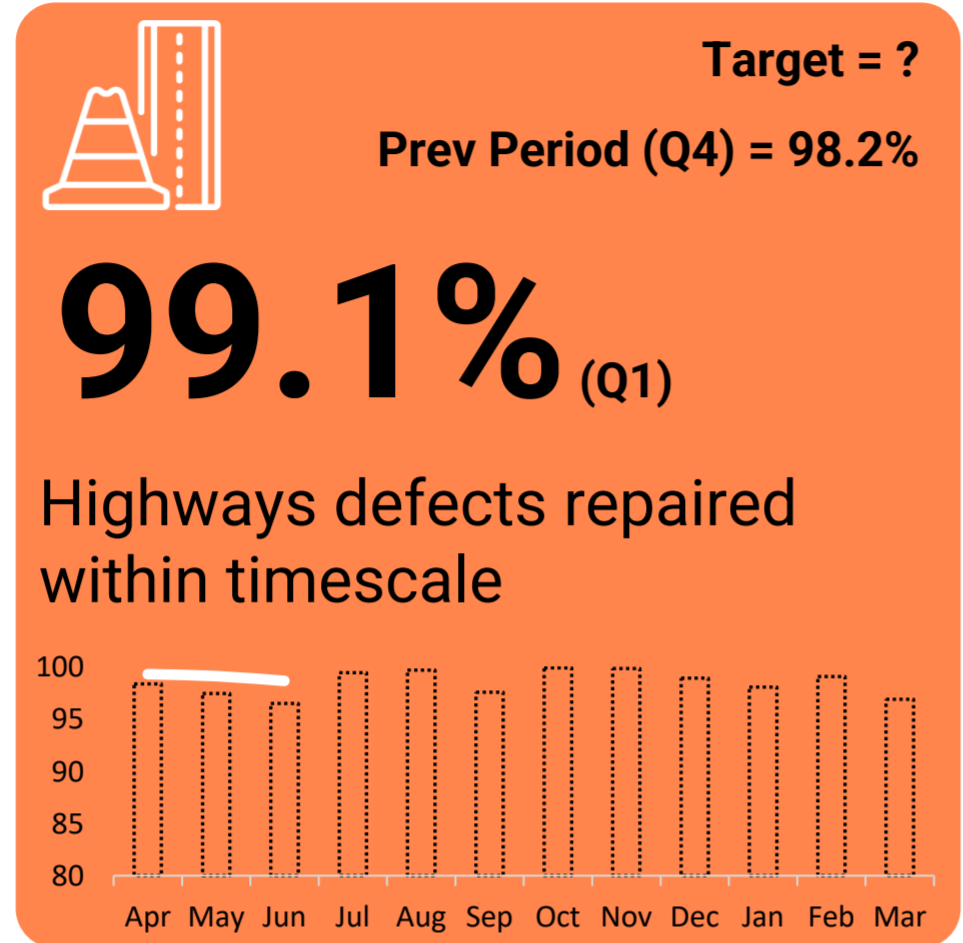 Target = ?
Prev Period (Q4) = 98.2%
99.1% (Q1)
Highways defects repaired
within timescale
100
95
90
85
80
Apr May Jun Jul Aug Sep Oct Nov Dec Jan Feb Mar